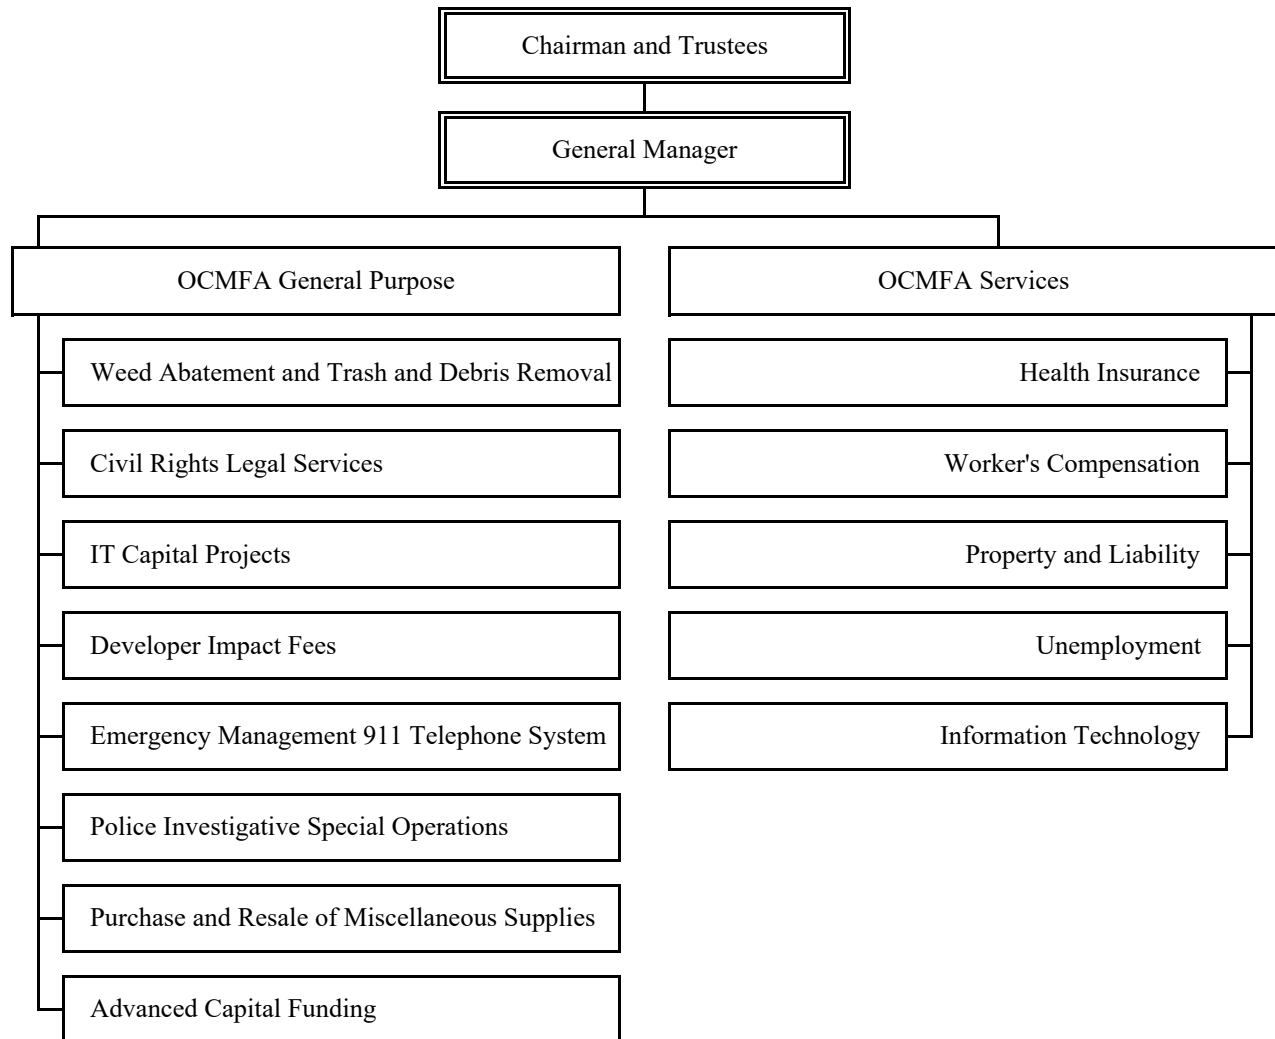 Chairman and Trustees
General Manager
OCMFA General Purpose
Weed Abatement and Trash and Debris Removal
Civil Rights Legal Services
IT Capital Projects
Developer Impact Fees
Emergency Management 911 Telephone System
Police Investigative Special Operations
Purchase and Resale of Miscellaneous Supplies
Advanced Capital Funding
OCMFA Services
Health Insurance
Worker's Compensation
Property and Liability
Unemployment
Information Technology